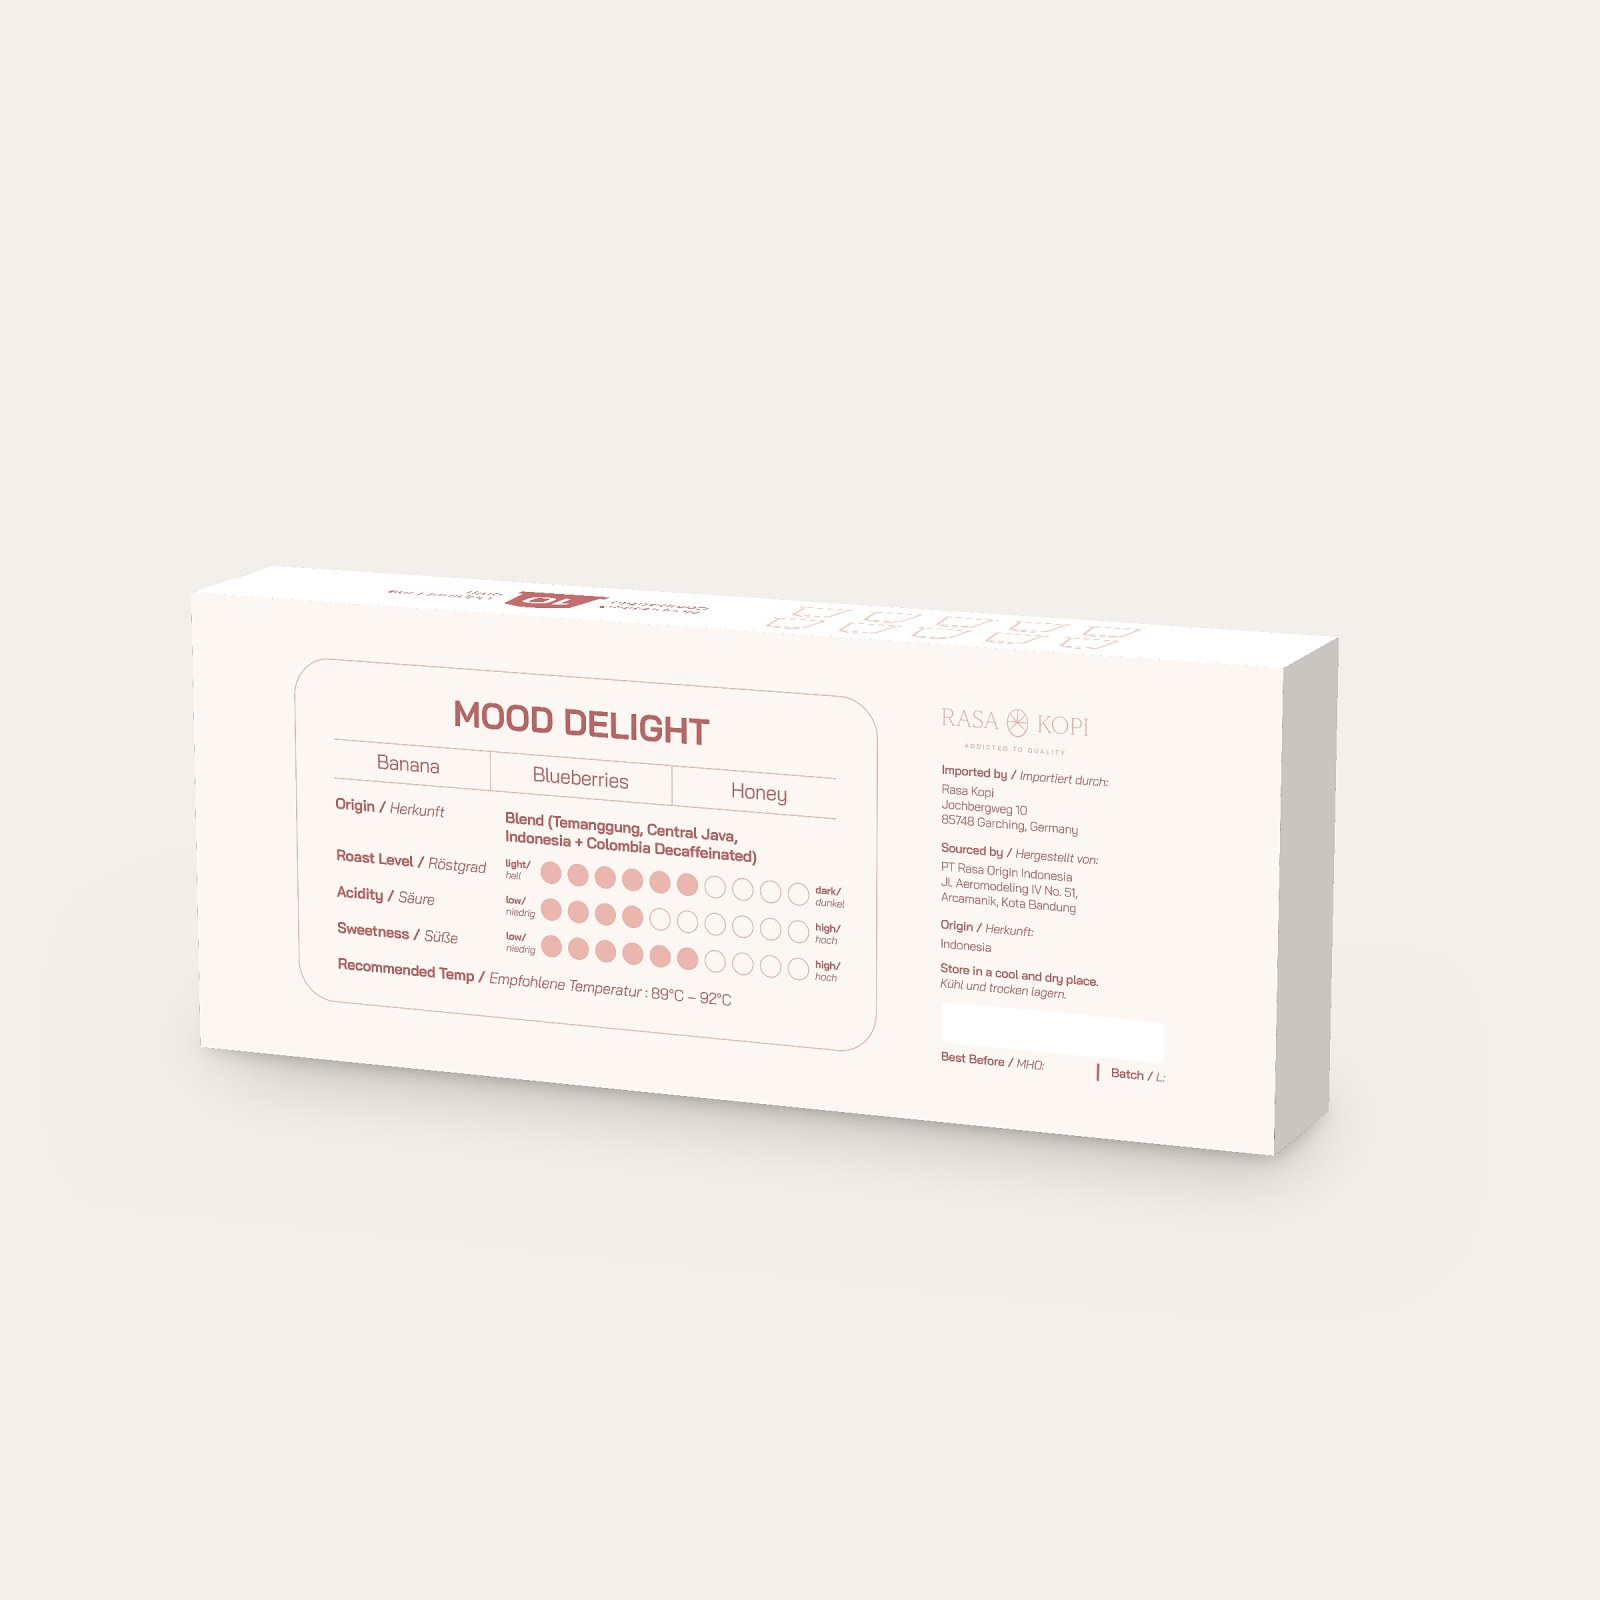 10
MOOD DELIGHT
Banana
Blueberries
Honey
Origin / Herkunft
Blend (Temanggung, Central Java,
Indonesia + Colombia Decaffeinated)
Roast Level / Röstgrad
light/
hell
dark/
dunkel
Acidity / Säure
low/
niedrig
high/
hoch
Sweetness / Süße
low/
niedrig
high/
hoch
Recommended Temp / Empfohlene Temperatur : 89°C – 92°C
RASA KOPI
ADDICTED TO QUALITY
Imported by / Importiert durch:
Rasa Kopi
Jochbergweg 10
85748 Garching, Germany
Sourced by / Hergestellt von:
PT Rasa Origin Indonesia
Jl. Aeromodeling IV No. 51,
Arcamanik, Kota Bandung
Origin / Herkunft:
Indonesia
Store in a cool and dry place.
Kühl und trocken lagern.
Best Before / MHD:
Batch / L: